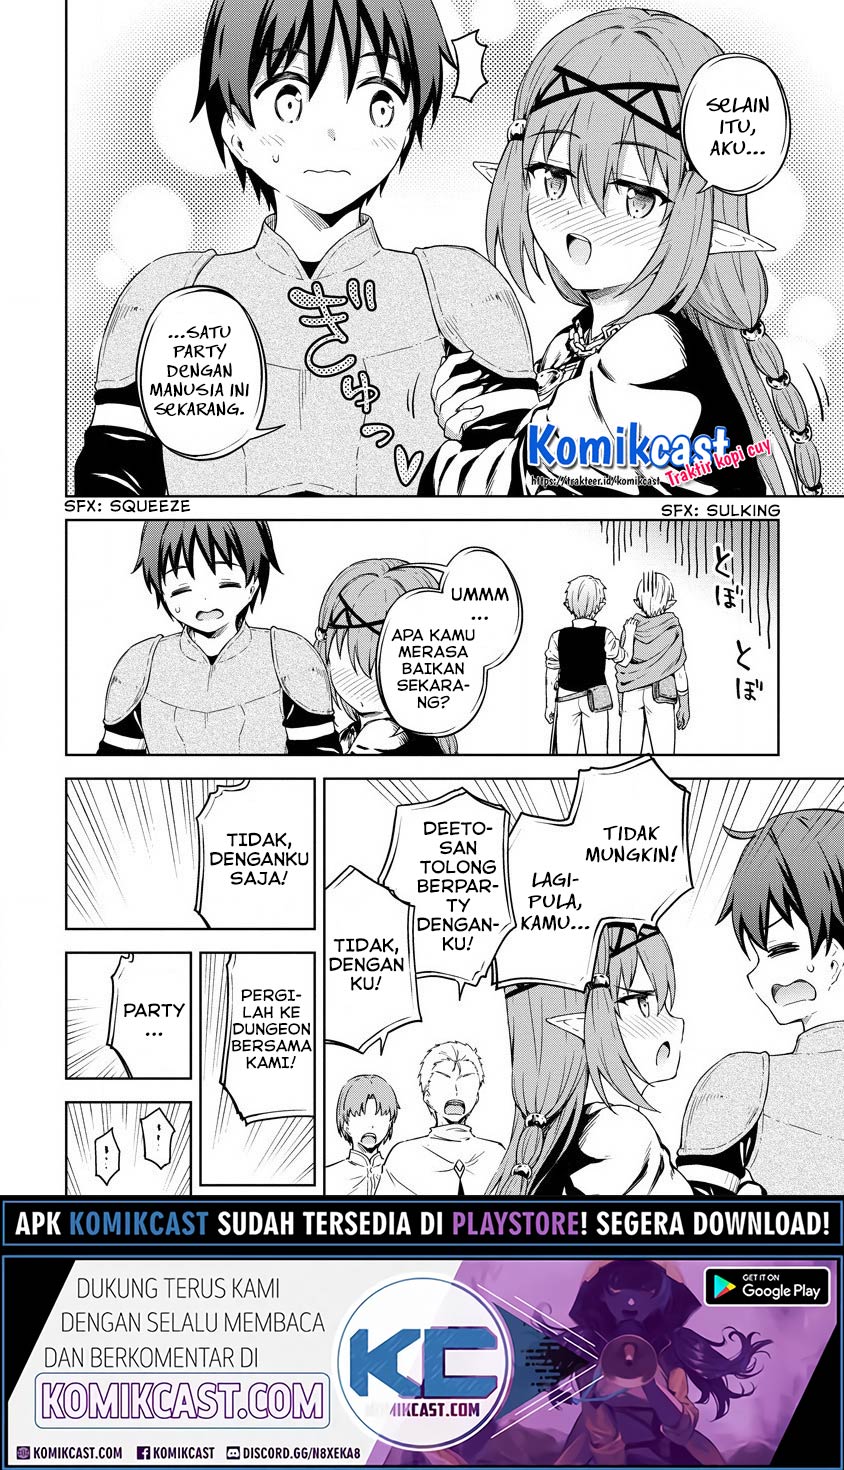 SELAIN
ITU,
AKU...
...SATU
PARTY
DENGAN
MANUSIA INI
SEKARANG.
ぎゅっ♡
Komikcast
Traktir kopi cuy
https://trakteer.id/komikcast
SFX: SQUEEZE
SFX: SULKING
UMMM
...
APA KAMU
MERASA
BAIKAN
SEKARA-
NG?
とぼ
とぼ
TIDAK
MUNGKIN!
LAGI-
PULA,
KAMU...
DEETO-
SAN
TOLONG
BERPAR-
TY
DENGAN-
KU!
TIDAK,
DENGAN
KU!
TIDAK,
DENGANKU
SAJA!
PERGI-
LAH KE
DUNGEON
BERSAMA
KAMI!
PARTY
...
...!
...!
APK KOMIKCAST SUDAH TERSEDIA DI PLAYSTORE! SEGERA DOWNLOAD!
DUKUNG TERUS KAMI
DENGAN SELALU MEMBACA
DAN BERKOMENTAR DI
KOMIKCAST.COM
KOMIKCAST.COM
KOMIKCAST
DISCORD.GG/N8XEKA8
KC
KOMIKCAST.COM
GET IT ON
Google Play